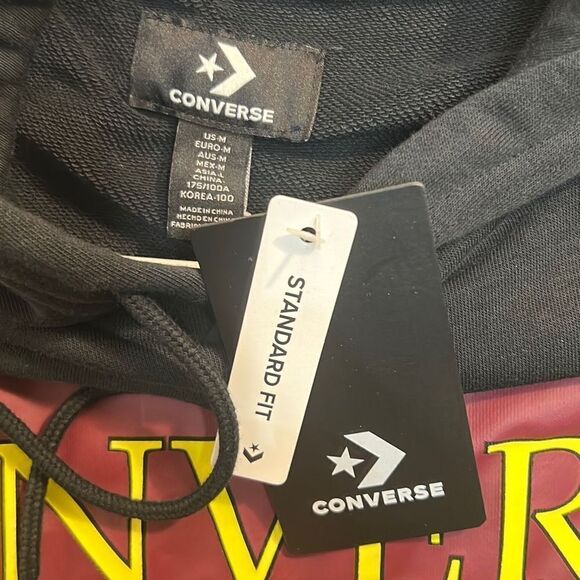 CONVERSE
US-M
EURO-M
AUS-M
MEX-M
ASIA-L
CHINA-
175/100A
KOREA-100
MADE IN CHINA
HECHO EN
STANDARD FIT
CONVERSE
NVER